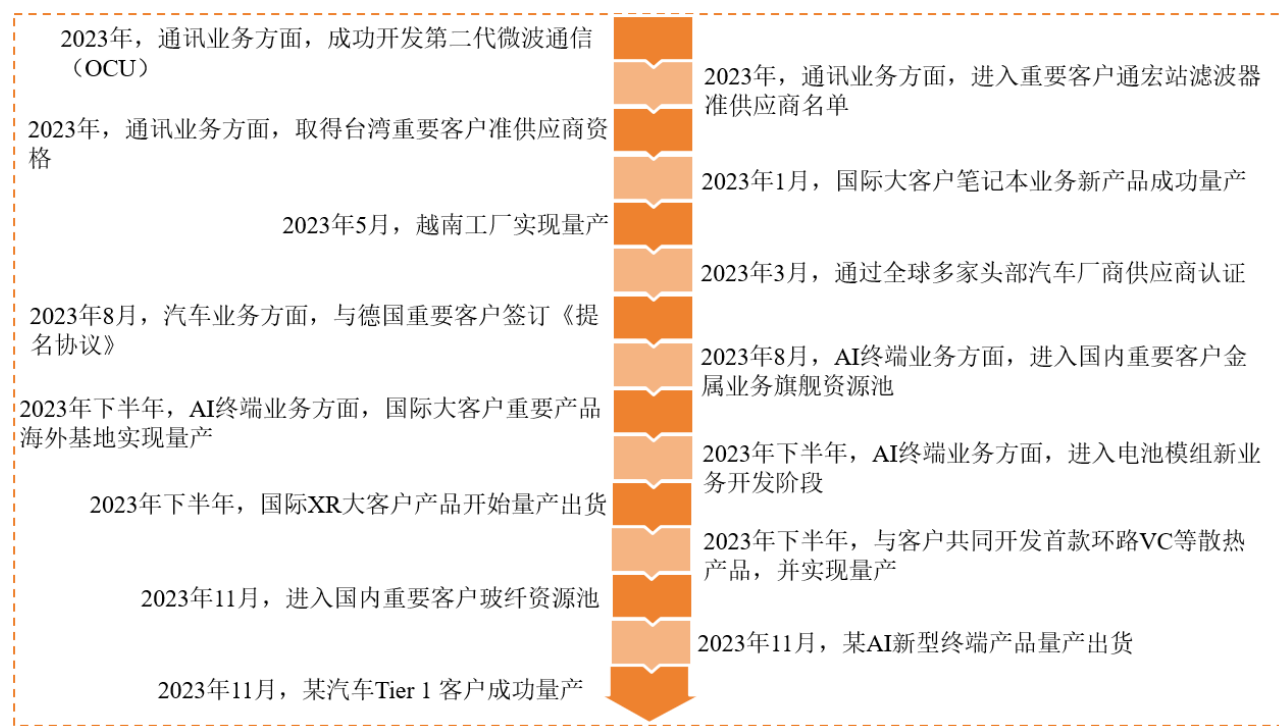 2023年，通讯业务方面，成功开发第二代微波通信
（OCU）
2023年，通讯业务方面，进入重要客户通宏站滤波器
准供应商名单
2023年，通讯业务方面，取得台湾重要客户准供应商资
格
2023年1月，国际大客户笔记本业务新产品成功量产
2023年5月，越南工厂实现量产
2023年3月，通过全球多家头部汽车厂商供应商认证
2023年8月，汽车业务方面，与德国重要客户签订《提
名协议》
2023年8月，AI终端业务方面，进入国内重要客户金
属业务旗舰资源池
2023年下半年，AI终端业务方面，国际大客户重要产品
海外基地实现量产
2023年下半年，AI终端业务方面，进入电池模组新业
务开发阶段
2023年下半年，国际XR大客户产品开始量产出货
2023年下半年，与客户共同开发首款环路VC等散热
产品，并实现量产
2023年11月，进入国内重要客户玻纤资源池
2023年11月，某AI新型终端产品量产出货
2023年11月，某汽车Tier 1 客户成功量产